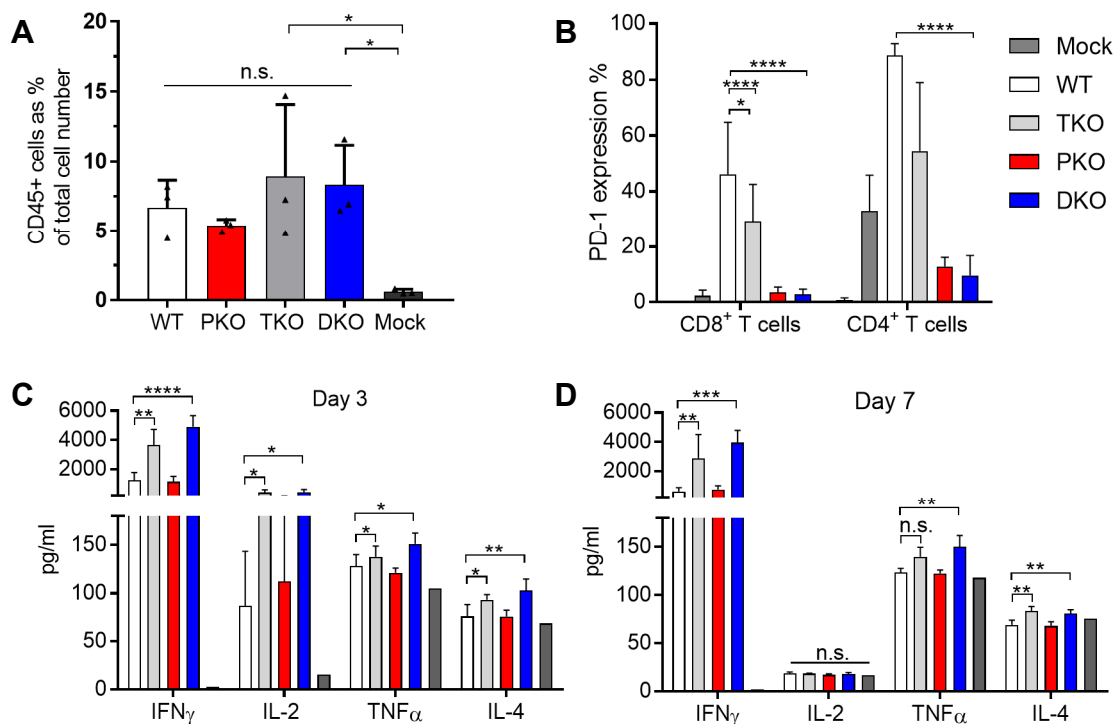 A
CD45+ cells as %
of total cell number
20
15
10
5
0
n.s.
*
*
WT PKO TKO DKO Mock
B
PD-1 expression %
100
80
60
40
20
0
****
****
****
*
CD8+ T cells CD4+ T cells
Mock
WT
TKO
PKO
DKO
C
Day 3
pg/ml
6000
4000
2000
150
100
50
0
****
**
*
*
*
*
**
*
IFNγ IL-2 TNFα IL-4
D
Day 7
pg/ml
6000
4000
2000
150
100
50
0
***
**
n.s.
**
n.s.
**
**
IFNγ IL-2 TNFα IL-4